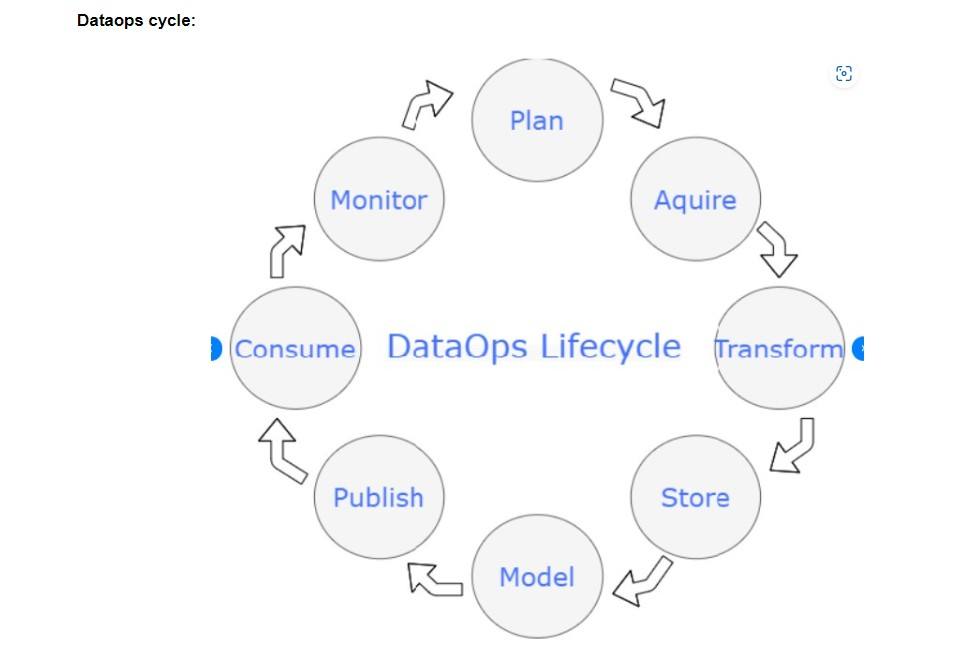 Dataops cycle:
Plan
Aquire
Transform
Store
Model
Publish
Consume
Monitor
DataOps Lifecycle